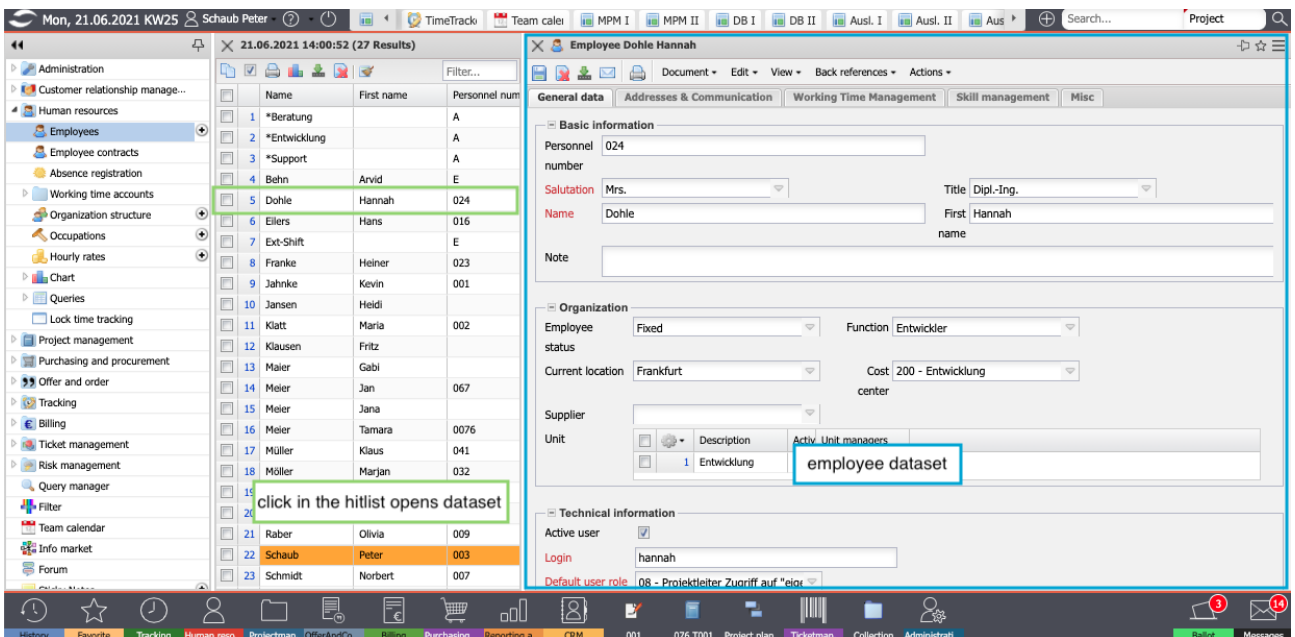 Mon, 21.06.2021 KW25 Schaub Peter TimeTrack Team caler MPM I MPM II DB I DB II Ausl. I Ausl. II Aus Search... Project
21.06.2021 14:00:52 (27 Results)
Employee Dohle Hannah
Administration
Customer relationship manage...
Human resources
Employees
Employee contracts
Absence registration
Working time accounts
Organization structure
Occupations
Hourly rates
Chart
Queries
Lock time tracking
Project management
Purchasing and procurement
Offer and order
Tracking
Billing
Ticket management
Risk management
Query manager
Filter
Team calendar
Info market
Forum
Filter...
Name First name Personnel num
1 *Beratung A
2 *Entwicklung A
3 *Support A
4 Behn Arvid E
5 Dohle Hannah 024
6 Eilers Hans 016
7 Ext-Shift E
8 Franke Heiner 023
9 Jahnke Kevin 001
10 Jansen Heidi
11 Klatt Maria 002
12 Klausen Fritz
13 Maier Gabi
14 Meier Jan 067
15 Meier Jana
16 Meier Tamara 0076
17 Müller Klaus 041
18 Möller Marjan 032
19
click in the hitlist opens dataset
20
21 Raber Olivia 009
22 Schaub Peter 003
23 Schmidt Norbert 007
Document Edit View Back references Actions
General data Addresses & Communication Working Time Management Skill management Misc
Basic information
Personnel 024
number
Salutation Mrs. Title Dipl.-Ing.
Name Dohle First Hannah
name
Note
Organization
Employee Fixed Function Entwickler
status
Current location Frankfurt Cost 200 - Entwicklung
center
Supplier
Unit Description Activ Unit managers
1 Entwicklung
employee dataset
Technical information
Active user
Login hannah
Default user role 08 - Projektleiter Zugriff auf "eige
3 14
History Favorite Tracking Human reso Projectman OfferAndCo Billing Purchasing Reporting a CRM 001 076 T001 Project plan Ticketman Collection Administrati Ballot Messages